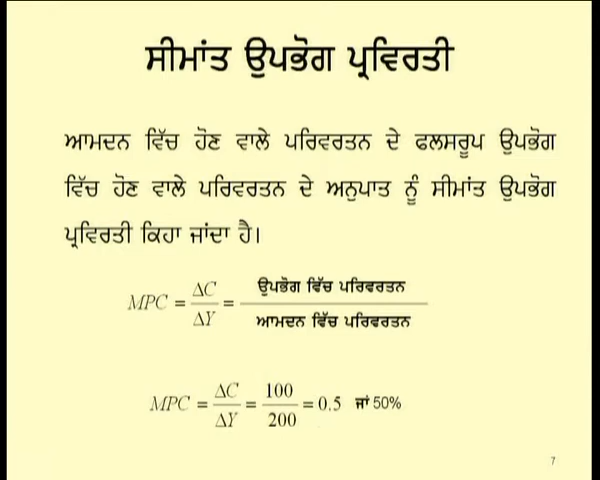 ਸੀਮਾਂਤ ਉਪਭੋਗ ਪ੍ਰਵਿਰਤੀ
ਆਮਦਨ ਵਿੱਚ ਹੋਣ ਵਾਲੇ ਪਰਿਵਰਤਨ ਦੇ ਫਲਸਰੂਪ ਉਪਭੋਗ
ਵਿੱਚ ਹੋਣ ਵਾਲੇ ਪਰਿਵਰਤਨ ਦੇ ਅਨੁਪਾਤ ਨੂੰ ਸੀਮਾਂਤ ਉਪਭੋਗ
ਪ੍ਰਵਿਰਤੀ ਕਿਹਾ ਜਾਂਦਾ ਹੈ।
MPC = ΔC/ΔY = ਉਪਭੋਗ ਵਿੱਚ ਪਰਿਵਰਤਨ / ਆਮਦਨ ਵਿੱਚ ਪਰਿਵਰਤਨ
MPC = ΔC/ΔY = 100/200 = 0.5 ਜਾਂ 50%
7